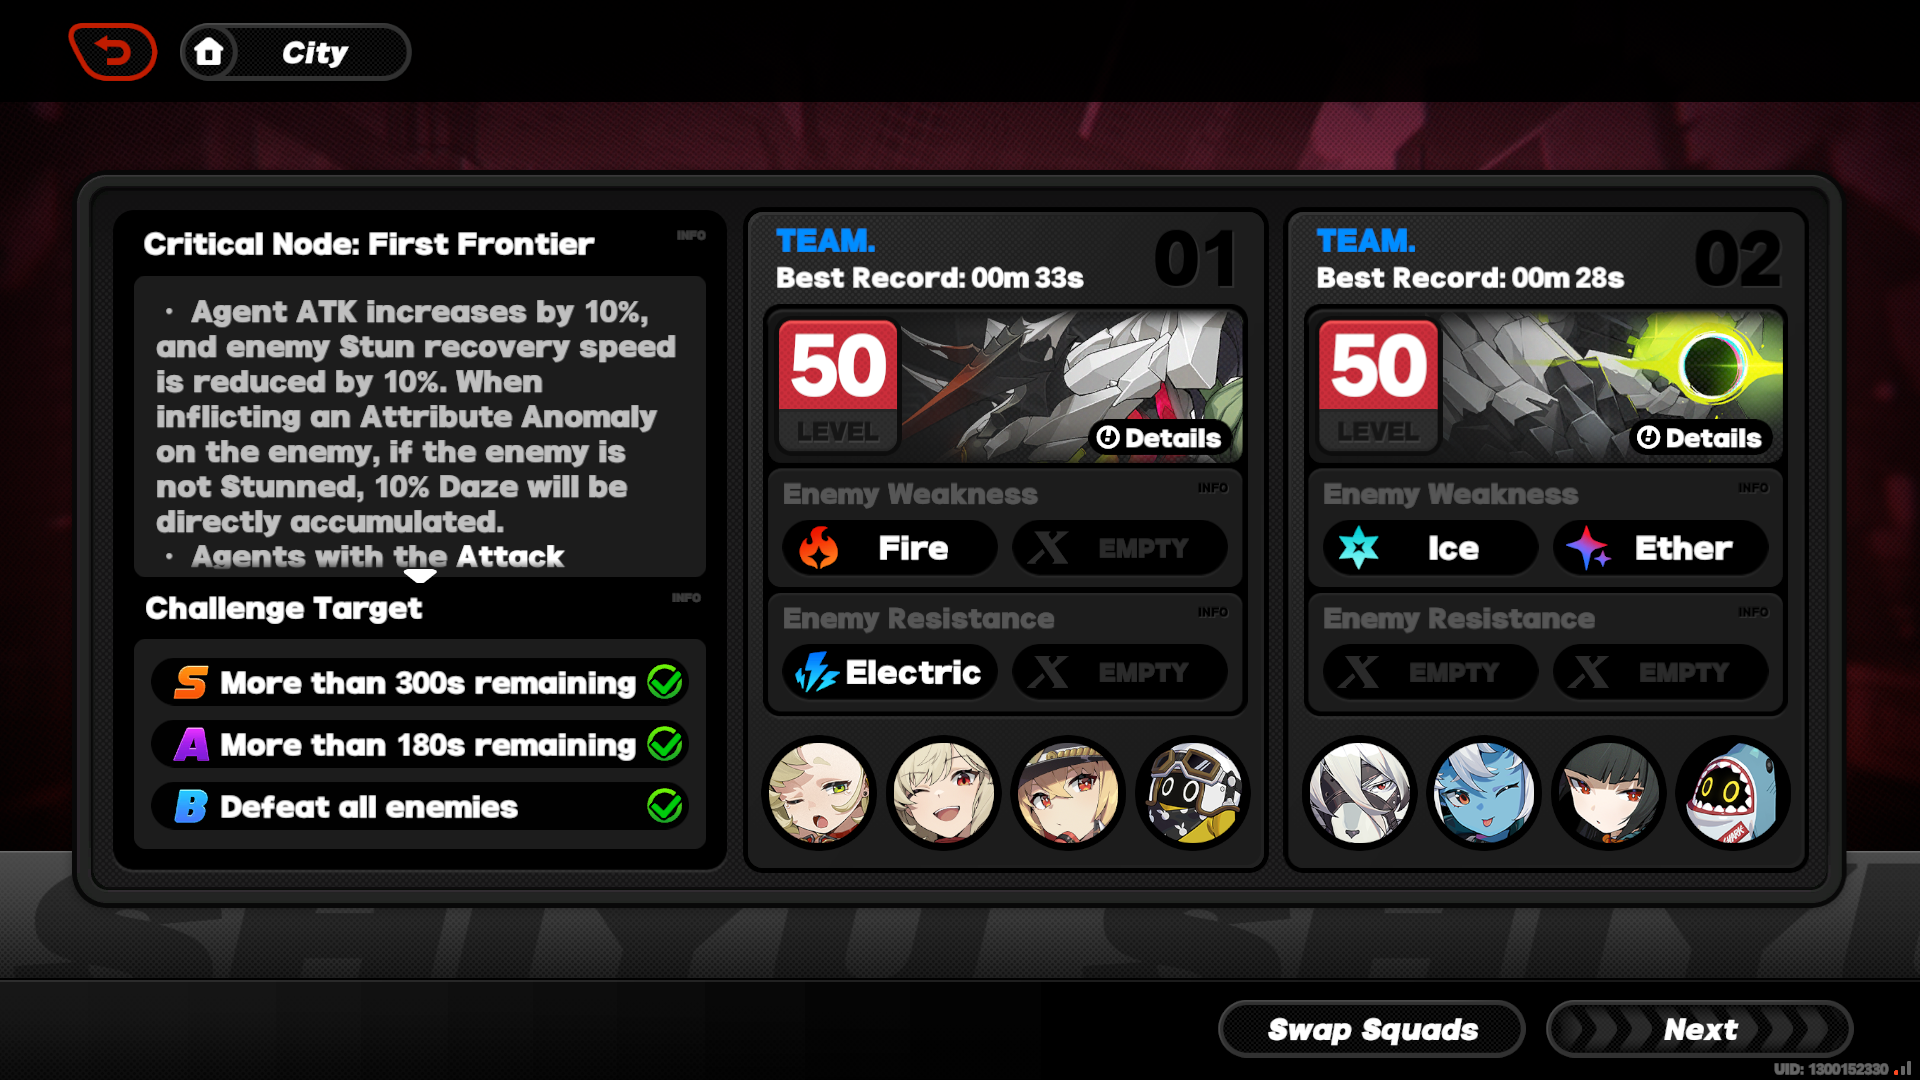 City
Critical Node: First Frontier
INFO
· Agent ATK increases by 10%,
and enemy Stun recovery speed
is reduced by 10%. When
inflicting an Attribute Anomaly
on the enemy, if the enemy is
not Stunned, 10% Daze will be
directly accumulated.
· Agents with the Attack
Challenge Target
INFO
S More than 300s remaining
A More than 180s remaining
B Defeat all enemies
TEAM.
01
Best Record: 00m 33s
50
LEVEL
Details
Enemy Weakness
INFO
Fire
EMPTY
Enemy Resistance
INFO
Electric
EMPTY
TEAM.
02
Best Record: 00m 28s
50
LEVEL
Details
Enemy Weakness
INFO
Ice
Ether
Enemy Resistance
INFO
EMPTY
EMPTY
SHIYU SHIYU
Swap Squads
Next
UID: 1300152330